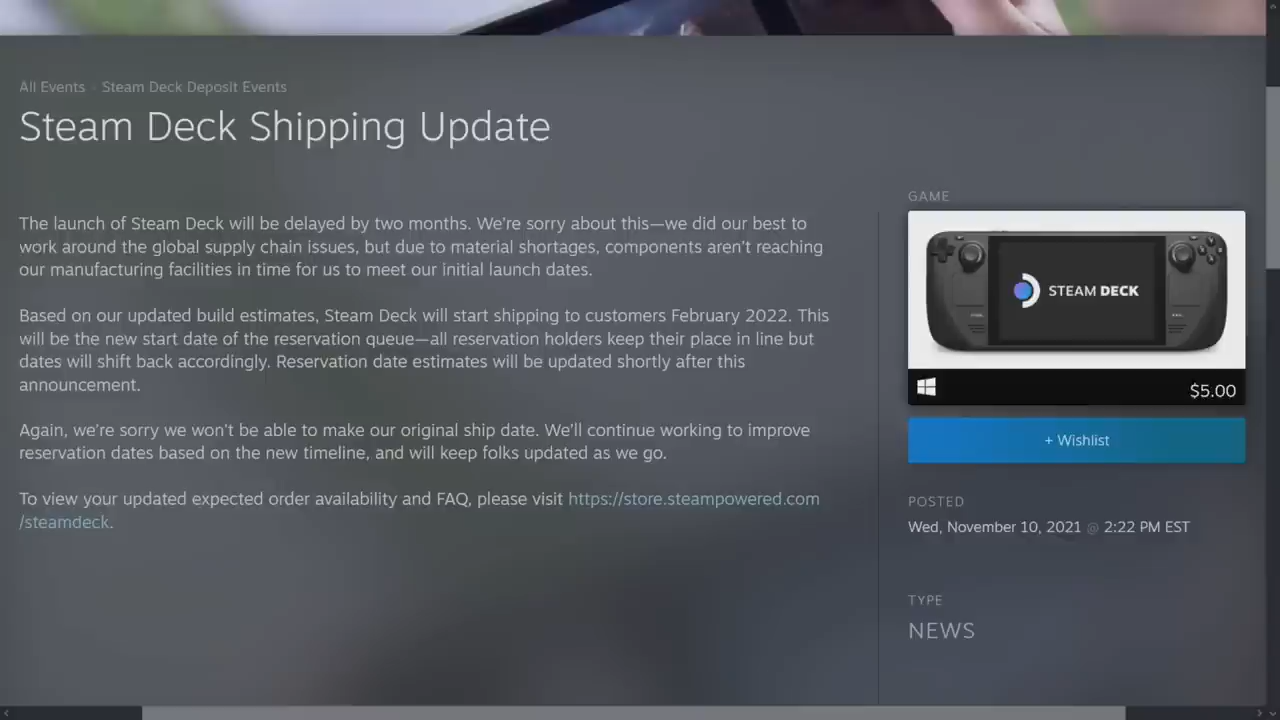 All Events Steam Deck Deposit Events
Steam Deck Shipping Update
The launch of Steam Deck will be delayed by two months. We're sorry about this—we did our best to
work around the global supply chain issues, but due to material shortages, components aren't reaching
our manufacturing facilities in time for us to meet our initial launch dates.
Based on our updated build estimates, Steam Deck will start shipping to customers February 2022. This
will be the new start date of the reservation queue—all reservation holders keep their place in line but
dates will shift back accordingly. Reservation date estimates will be updated shortly after this
announcement.
Again, we're sorry we won't be able to make our original ship date. We'll continue working to improve
reservation dates based on the new timeline, and will keep folks updated as we go.
To view your updated expected order availability and FAQ, please visit https://store.steampowered.com
/steamdeck.
GAME
STEAM DECK
$5.00
+ Wishlist
POSTED
Wed, November 10, 2021 @ 2:22 PM EST
TYPE
NEWS